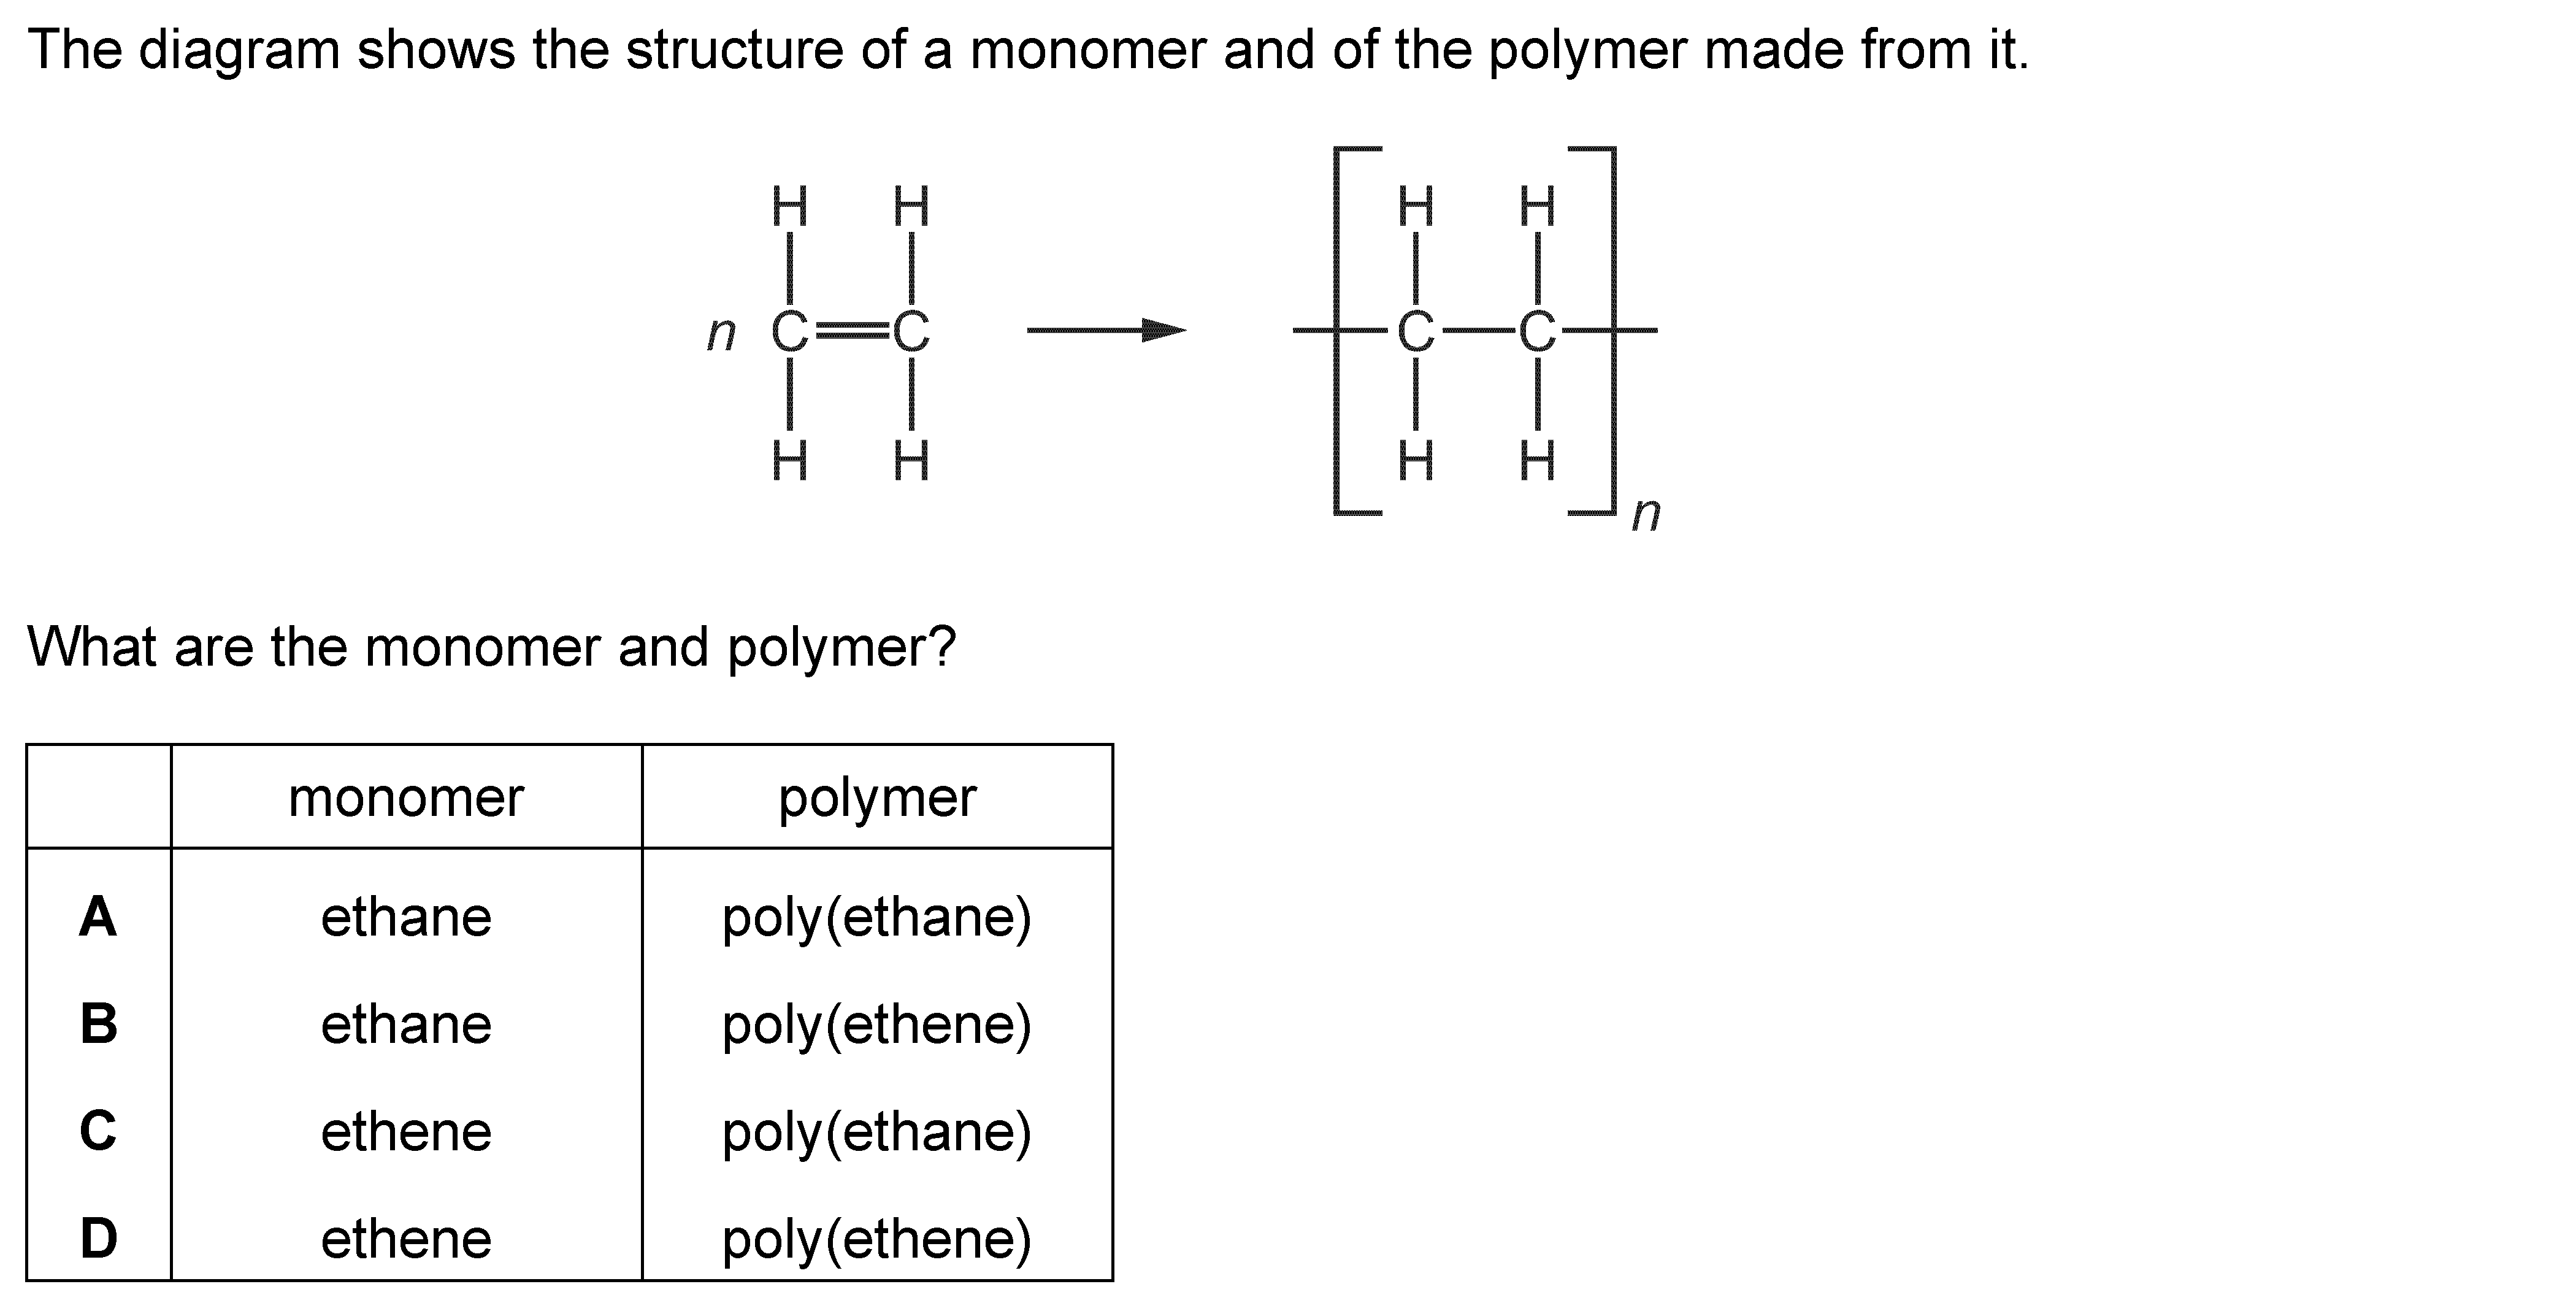 The diagram shows the structure of a monomer and of the polymer made from it.
H H H H
n C C C C
H H H H
n
What are the monomer and polymer?
monomer polymer
A ethane poly(ethane)
B ethane poly(ethene)
C ethene poly(ethane)
D ethene poly(ethene)